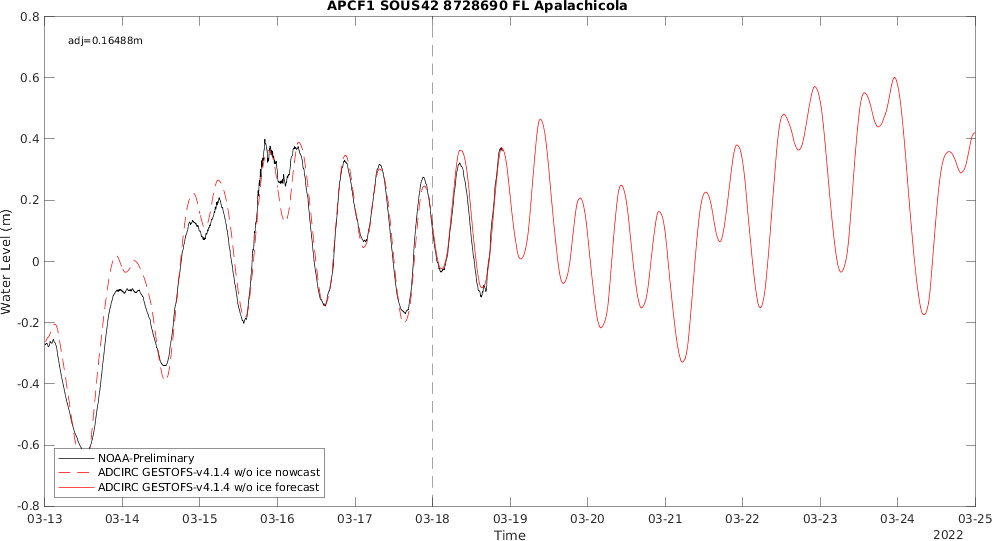 APCF1 SOUS42 8728690 FL Apalachicola
adj=0.16488m
0.8
0.6
0.4
0.2
0
-0.2
-0.4
-0.6
-0.8
Water Level (m)
NOAA-Preliminary
ADCIRC GESTOFS-v4.1.4 w/o ice nowcast
ADCIRC GESTOFS-v4.1.4 w/o ice forecast
03-13 03-14 03-15 03-16 03-17 03-18 03-19 03-20 03-21 03-22 03-23 03-24 03-25
Time
2022